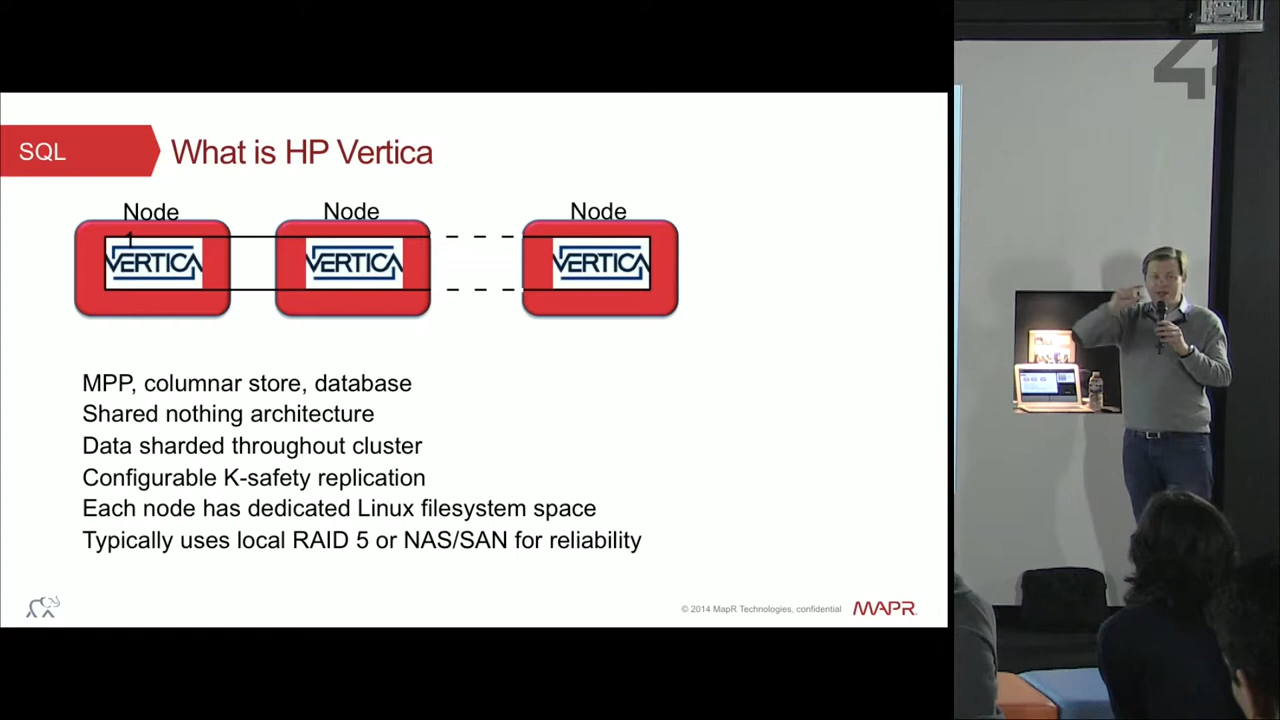 SQL
What is HP Vertica
Node
1
Node
Node
VERTICA
VERTICA
VERTICA
MPP, columnar store, database
Shared nothing architecture
Data sharded throughout cluster
Configurable K-safety replication
Each node has dedicated Linux filesystem space
Typically uses local RAID 5 or NAS/SAN for reliability
© 2014 MapR Technologies, confidential
MAPR
42